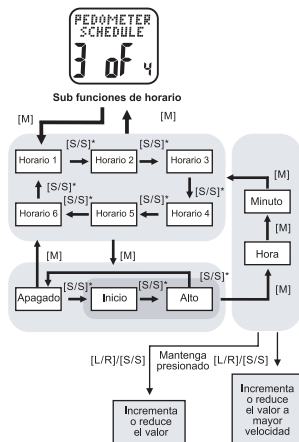 PEDOMETER
SCHEDULE
3 oF 4
Sub funciones de horario
[M]
[M]
[S/S]*
[S/S]*
Horario 1
Horario 2
Horario 3
[S/S]*
[S/S]*
[S/S]*
[S/S]*
Horario 6
Horario 5
Horario 4
[M]
Minuto
[M]
Hora
[M]
[M]
[M]
[S/S]*
[S/S]*
[S/S]*
Apagado
Inicio
Alto
[L/R]/[S/S]
Mantenga
presionado
[L/R]/[S/S]
Incrementa
o reduce
el valor
Incrementa
o reduce
el valor a
mayor
velocidad